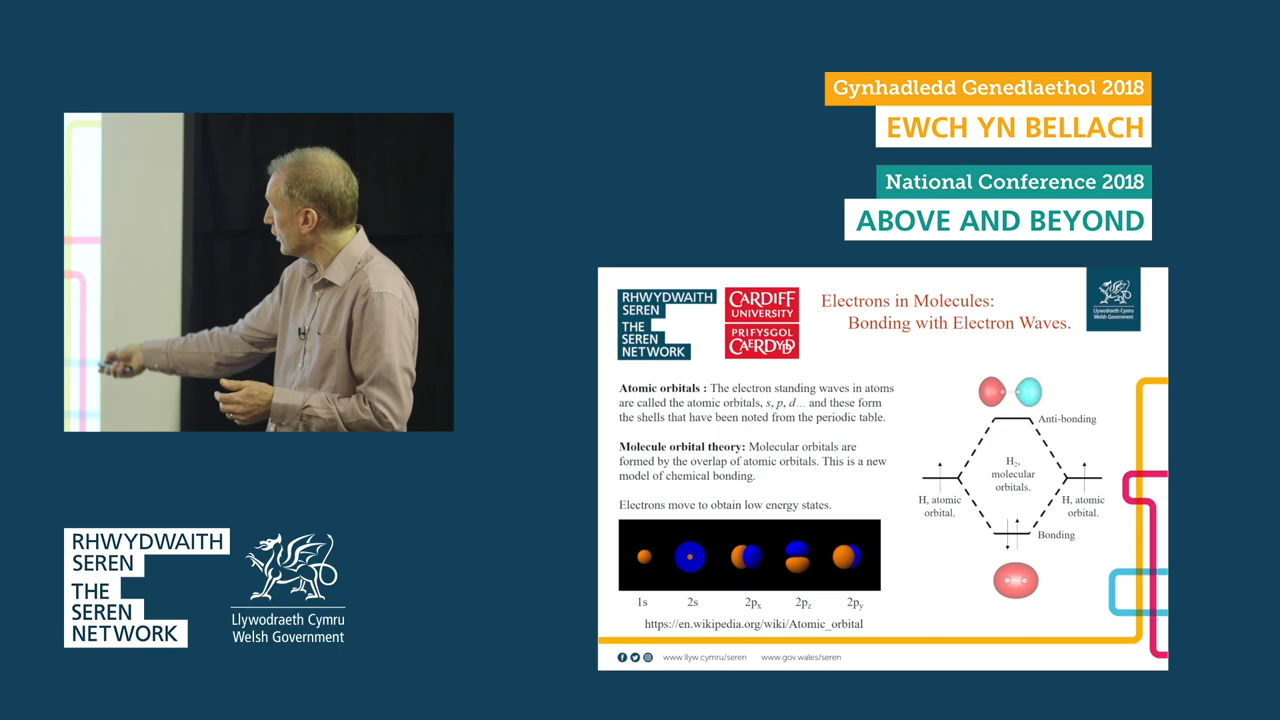 Gynhadledd Genedlaethol 2018
EWCH YN BELLACH
National Conference 2018
ABOVE AND BEYOND
RHWYDWAITH
SEREN
THE
SEREN
NETWORK
CARDIFF
UNIVERSITY
PRIFYSGOL
CAERDYDD
Electrons in Molecules:
Bonding with Electron Waves.
Llywodraeth Cymru
Welsh Government
Atomic orbitals : The electron standing waves in atoms
are called the atomic orbitals, s, p, d… and these form
the shells that have been noted from the periodic table.
Molecule orbital theory: Molecular orbitals are
formed by the overlap of atomic orbitals. This is a new
model of chemical bonding.
Electrons move to obtain low energy states.
1s
2s
2px
2pz
2py
https://en.wikipedia.org/wiki/Atomic_orbital
Anti-bonding
H2,
molecular
orbitals.
H, atomic
orbital.
H, atomic
orbital.
Bonding
www.llyw.cymru/seren
www.gov.wales/seren
RHWYDWAITH
SEREN
THE
SEREN
NETWORK
Llywodraeth Cymru
Welsh Government